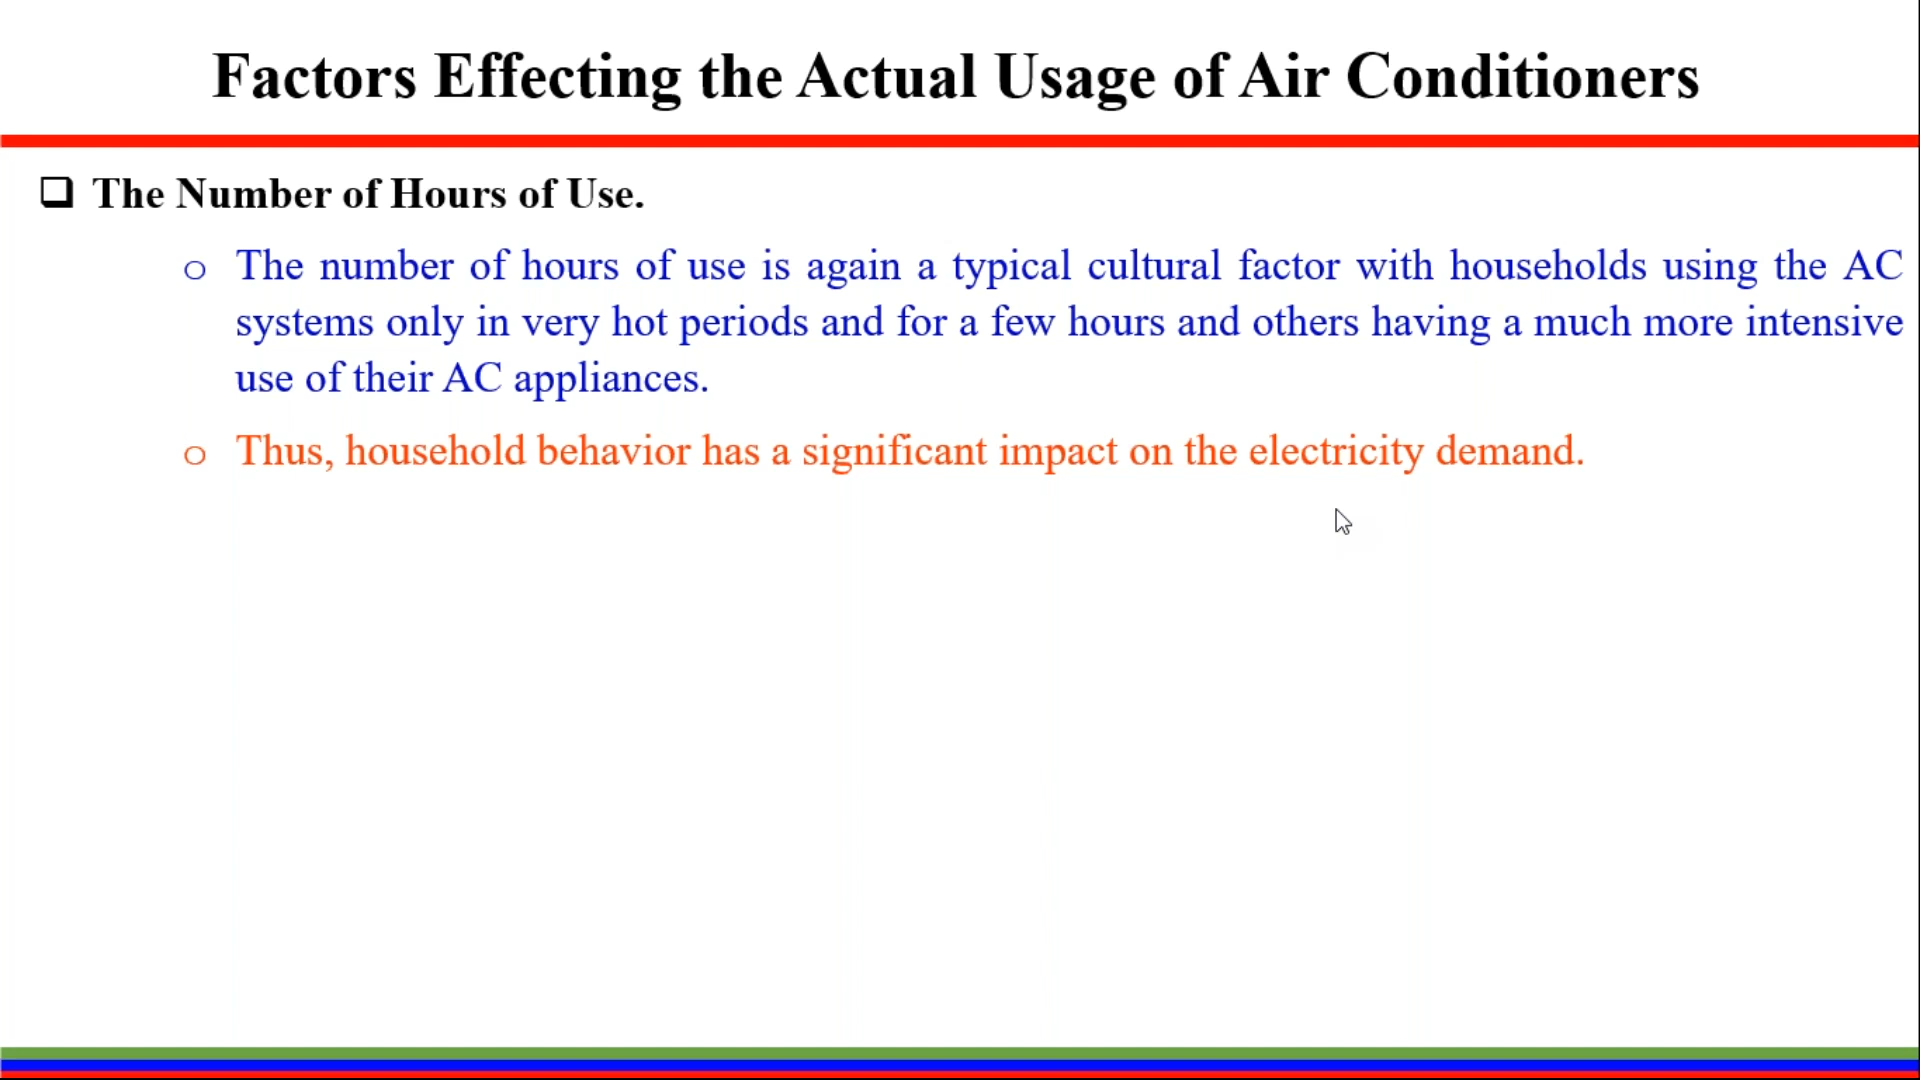 Factors Effecting the Actual Usage of Air Conditioners
❑ The Number of Hours of Use.
o The number of hours of use is again a typical cultural factor with households using the AC
systems only in very hot periods and for a few hours and others having a much more intensive
use of their AC appliances.
o Thus, household behavior has a significant impact on the electricity demand.